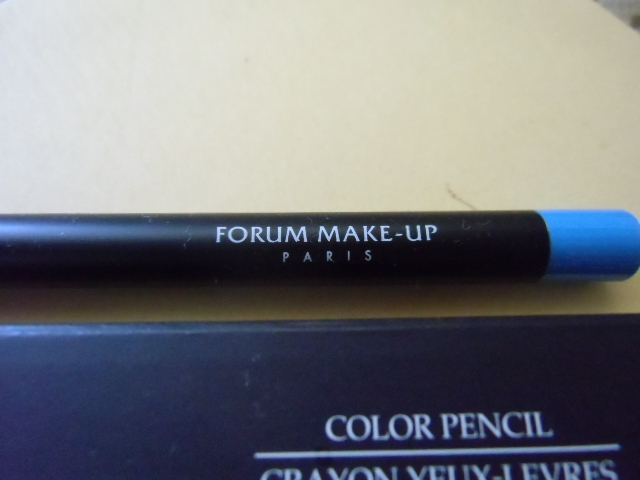 FORUM MAKE-UP
PARIS
COLOR PENCIL
CRAYON YEUX-LEVRES